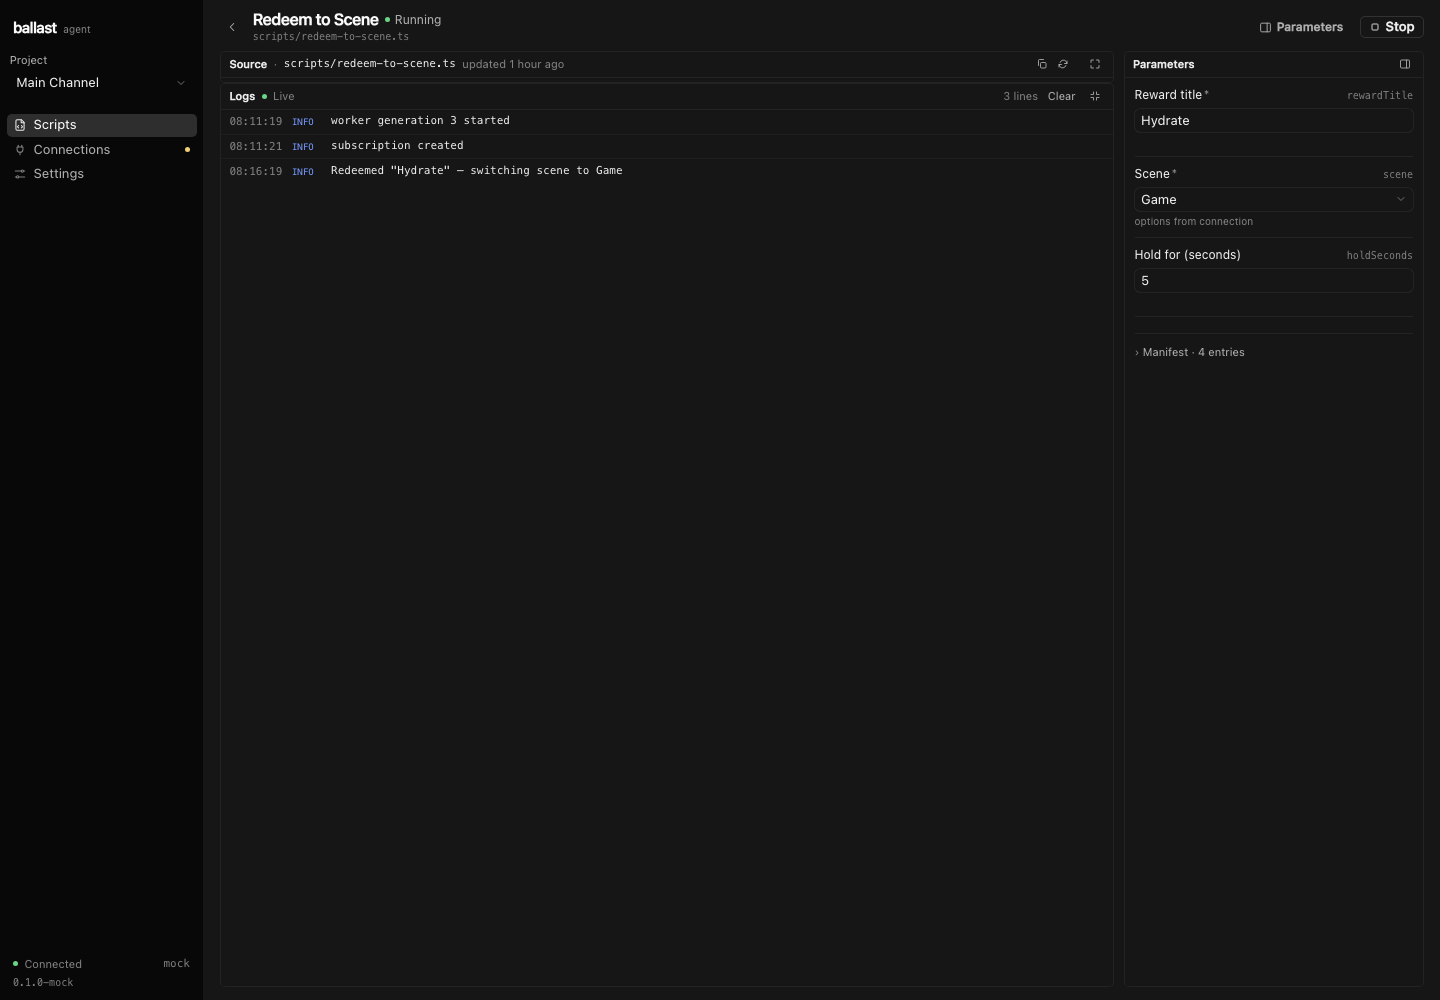 ballast agent
Project
Main Channel
Scripts
Connections
Settings
Connected mock
0.1.0-mock
Redeem to Scene Running
scripts/redeem-to-scene.ts
Parameters
Stop
Source · scripts/redeem-to-scene.ts updated 1 hour ago
Logs Live 3 lines Clear
08:11:19 INFO worker generation 3 started
08:11:21 INFO subscription created
08:16:19 INFO Redeemed "Hydrate" — switching scene to Game
Parameters
Reward title* rewardTitle
Hydrate
Scene* scene
Game
options from connection
Hold for (seconds) holdSeconds
5
› Manifest · 4 entries